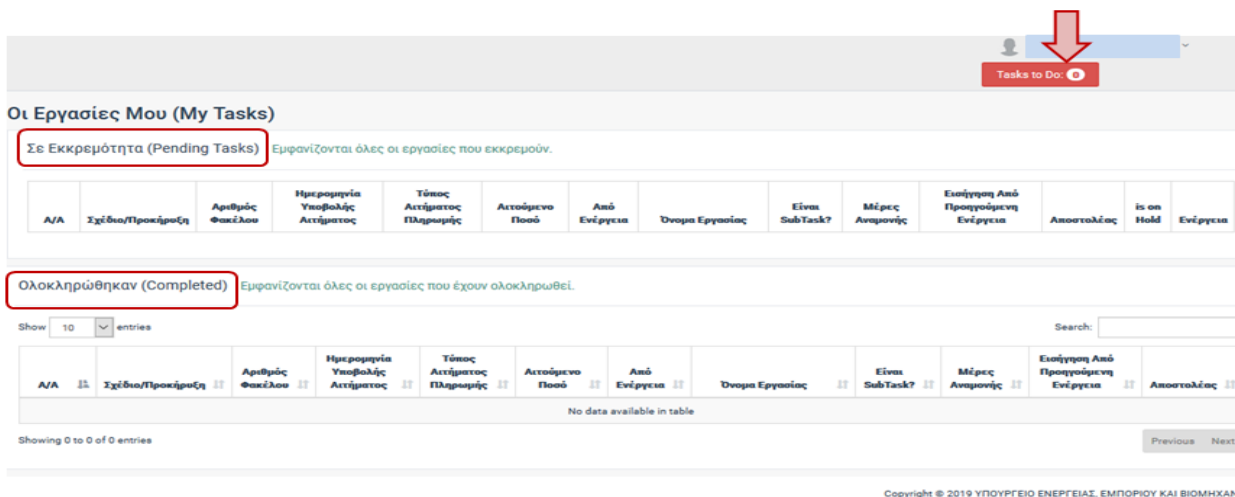 Tasks to Do: 0
Οι Εργασίες Μου (My Tasks)
Σε Εκκρεμότητα (Pending Tasks) Εμφανίζονται όλες οι εργασίες που εκκρεμούν.
Α/Α Σχέδιο/Προκήρυξη Αριθμός Φακέλου Ημερομηνία Υποβολής Αιτήματος Τύπος Αιτήματος Πληρωμής Αιτούμενο Ποσό Από Ενέργεια Όνομα Εργασίας Είναι SubTask? Μέρες Αναμονής Εισήγηση Από Προηγούμενη Ενέργεια Αποστολέας is on Hold Ενέργεια
Ολοκληρώθηκαν (Completed) Εμφανίζονται όλες οι εργασίες που έχουν ολοκληρωθεί.
Show 10 entries Search:
Α/Α Σχέδιο/Προκήρυξη Αριθμός Φακέλου Ημερομηνία Υποβολής Αιτήματος Τύπος Αιτήματος Πληρωμής Αιτούμενο Ποσό Από Ενέργεια Όνομα Εργασίας Είναι SubTask? Μέρες Αναμονής Εισήγηση Από Προηγούμενη Ενέργεια Αποστολέας
No data available in table
Showing 0 to 0 of 0 entries Previous Next
Copyright © 2019 ΥΠΟΥΡΓΕΙΟ ΕΝΕΡΓΕΙΑΣ, ΕΜΠΟΡΙΟΥ ΚΑΙ ΒΙΟΜΗΧΑΝ